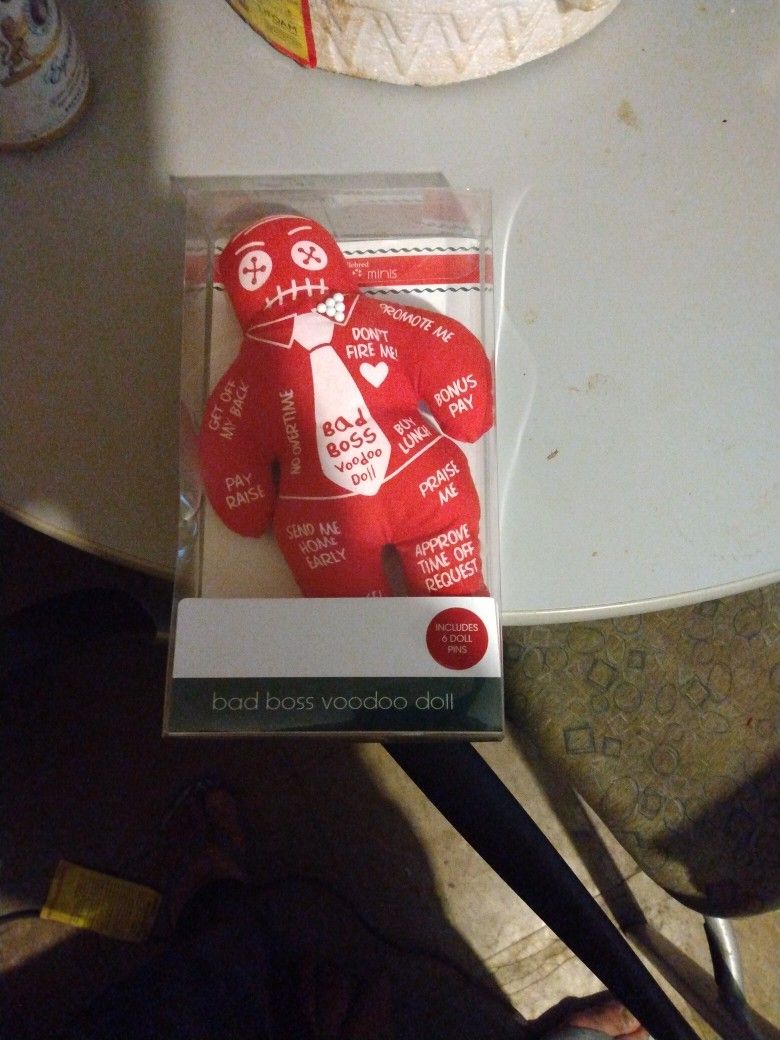 minis
PROMOTE ME
DON'T
FIRE ME!
GET OFF
MY BACK
NO OVERTIME
BONUS
PAY
Bad
Boss
Voodoo
Doll
BUY
LUNCH
PAY
RAISE
PRAISE
ME
SEND ME
HOME
EARLY
APPROVE
TIME OFF
REQUEST
INCLUDES
6 DOLL
PINS
bad boss voodoo doll